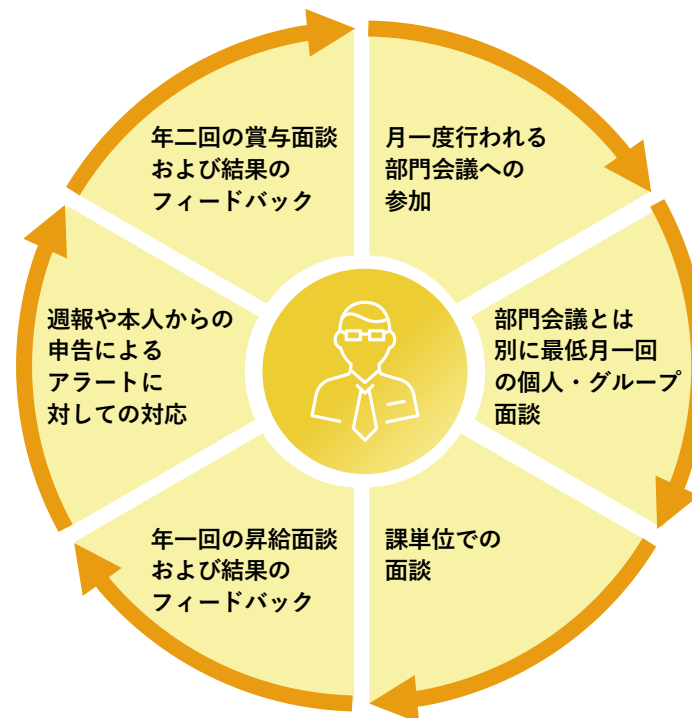 年二回の賞与面談
および結果の
フィードバック
月一度行われる
部門会議への
参加
部門会議とは
別に最低月一回
の個人・グループ
面談
課単位での
面談
年一回の昇給面談
および結果の
フィードバック
週報や本人からの
申告による
アラートに
対しての対応